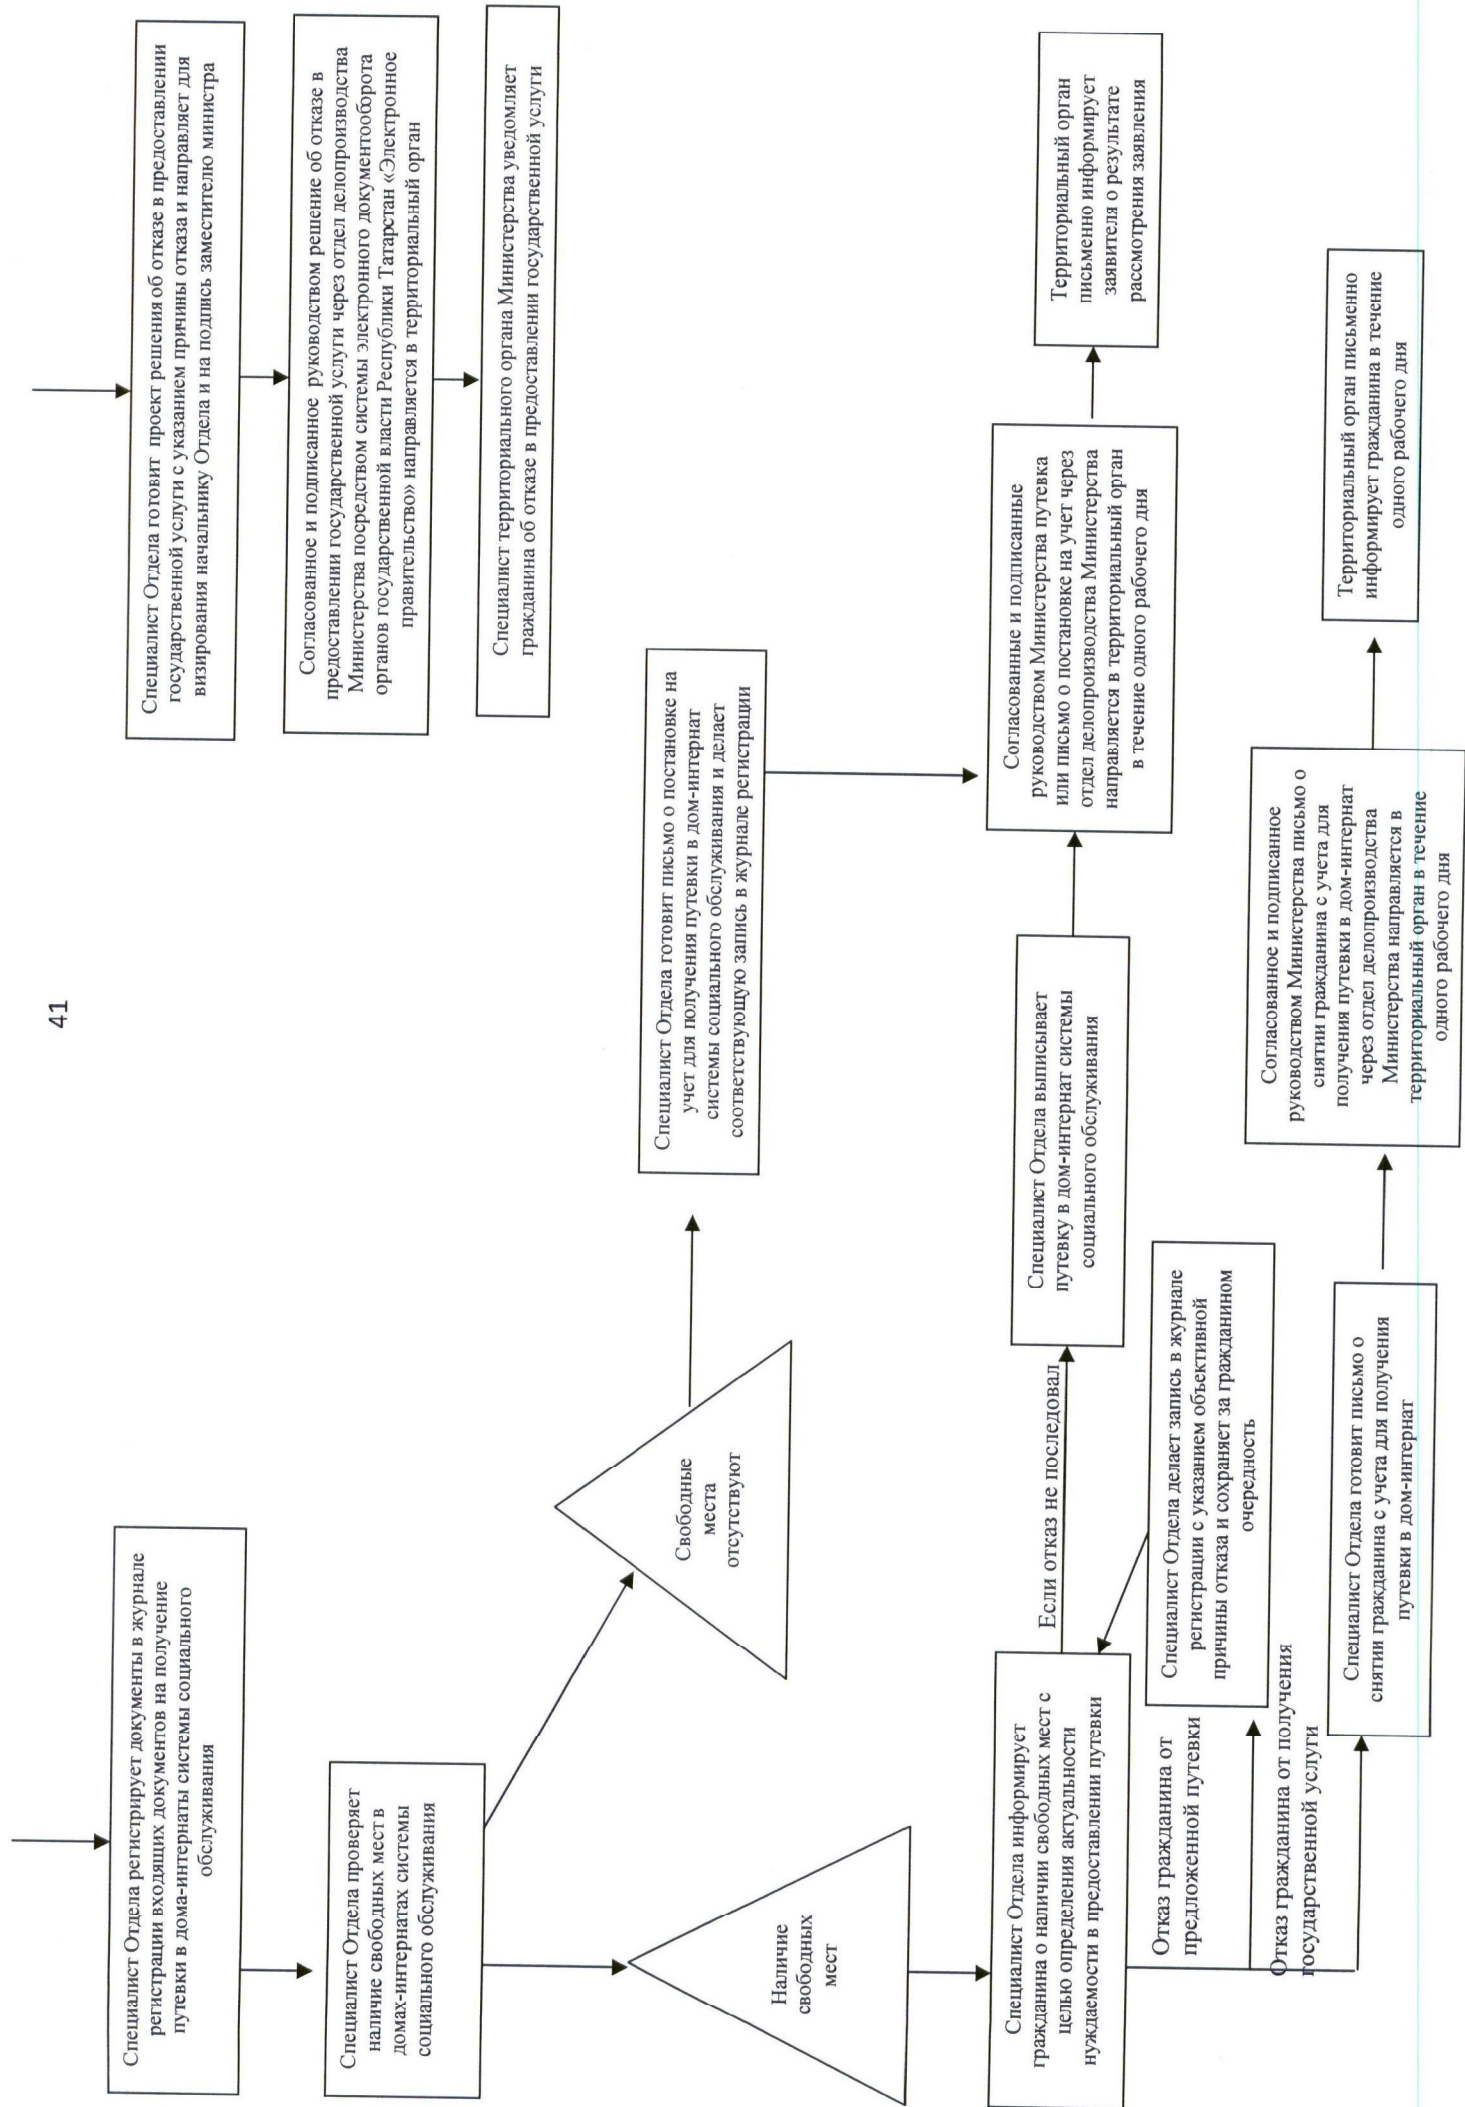 41
Специалист Отдела регистрирует документы в журнале
регистрации входящих документов на получение
путевки в дома-интернаты системы социального
обслуживания
Специалист Отдела готовит проект решения об отказе в предоставлении
государственной услуги с указанием причины отказа и направляет для
визирования начальнику Отдела и на подпись заместителю министра
Согласованное и подписанное руководством решение об отказе в
предоставлении государственной услуги через отдел делопроизводства
Министерства посредством системы электронного документооборота
органов государственной власти Республики Татарстан «Электронное
правительство» направляется в территориальный орган
Специалист территориального органа Министерства уведомляет
гражданина об отказе в предоставлении государственной услуги
Специалист Отдела проверяет
наличие свободных мест в
домах-интернатах системы
социального обслуживания
Свободные
места
отсутствуют
Специалист Отдела готовит письмо о постановке на
учет для получения путевки в дом-интернат
системы социального обслуживания и делает
соответствующую запись в журнале регистрации
Наличие
свободных
мест
Специалист Отдела информирует
гражданина о наличии свободных мест с
целью определения актуальности
нуждаемости в предоставлении путевки
Если отказ не последовал
Специалист Отдела выписывает
путевку в дом-интернат системы
социального обслуживания
Согласованные и подписанные
руководством Министерства путевка
или письмо о постановке на учет через
отдел делопроизводства Министерства
направляется в территориальный орган
в течение одного рабочего дня
Территориальный орган
письменно информирует
заявителя о результате
рассмотрения заявления
Отказ гражданина от
предложенной путевки
Специалист Отдела делает запись в журнале
регистрации с указанием объективной
причины отказа и сохраняет за гражданином
очередность
Отказ гражданина от получения
государственной услуги
Специалист Отдела готовит письмо о
снятии гражданина с учета для получения
путевки в дом-интернат
Согласованное и подписанное
руководством Министерства письмо о
снятии гражданина с учета для
получения путевки в дом-интернат
через отдел делопроизводства
Министерства направляется в
территориальный орган в течение
одного рабочего дня
Территориальный орган письменно
информирует гражданина в течение
одного рабочего дня